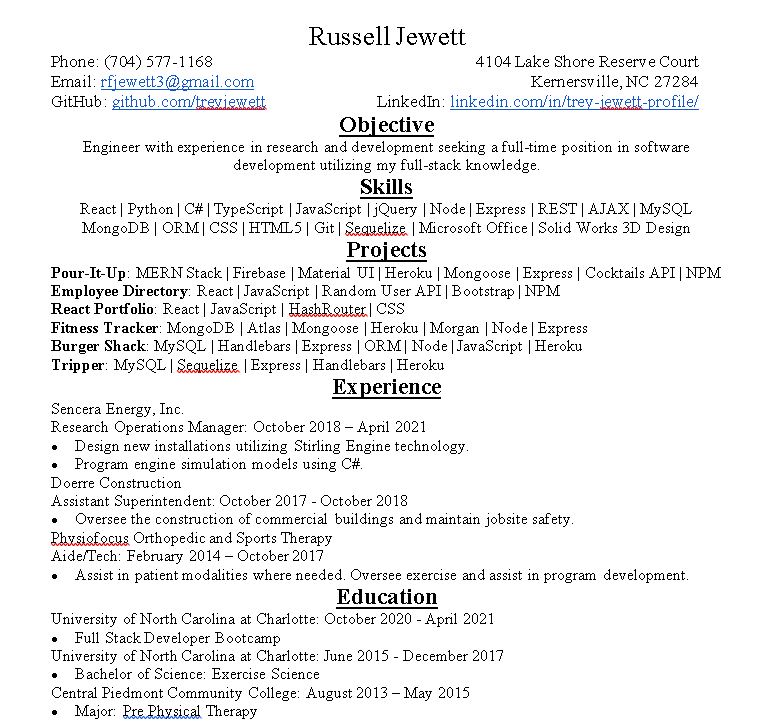 Russell Jewett
Phone: (704) 577-1168 4104 Lake Shore Reserve Court
Email: rfjewett3@gmail.com Kernersville, NC 27284
GitHub: github.com/treyjewett LinkedIn: linkedin.com/in/trey-jewett-profile/
Objective
Engineer with experience in research and development seeking a full-time position in software
development utilizing my full-stack knowledge.
Skills
React | Python | C# | TypeScript | JavaScript | jQuery | Node | Express | REST | AJAX | MySQL
MongoDB | ORM | CSS | HTML5 | Git | Sequelize | Microsoft Office | Solid Works 3D Design
Projects
Pour-It-Up: MERN Stack | Firebase | Material UI | Heroku | Mongoose | Express | Cocktails API | NPM
Employee Directory: React | JavaScript | Random User API | Bootstrap | NPM
React Portfolio: React | JavaScript | HashRouter | CSS
Fitness Tracker: MongoDB | Atlas | Mongoose | Heroku | Morgan | Node | Express
Burger Shack: MySQL | Handlebars | Express | ORM | Node | JavaScript | Heroku
Tripper: MySQL | Sequelize | Express | Handlebars | Heroku
Experience
Sencera Energy, Inc.
Research Operations Manager: October 2018 – April 2021
• Design new installations utilizing Stirling Engine technology.
• Program engine simulation models using C#.
Doerre Construction
Assistant Superintendent: October 2017 - October 2018
• Oversee the construction of commercial buildings and maintain jobsite safety.
Physiofocus Orthopedic and Sports Therapy
Aide/Tech: February 2014 – October 2017
• Assist in patient modalities where needed. Oversee exercise and assist in program development.
Education
University of North Carolina at Charlotte: October 2020 - April 2021
• Full Stack Developer Bootcamp
University of North Carolina at Charlotte: June 2015 - December 2017
• Bachelor of Science: Exercise Science
Central Piedmont Community College: August 2013 – May 2015
• Major: Pre Physical Therapy